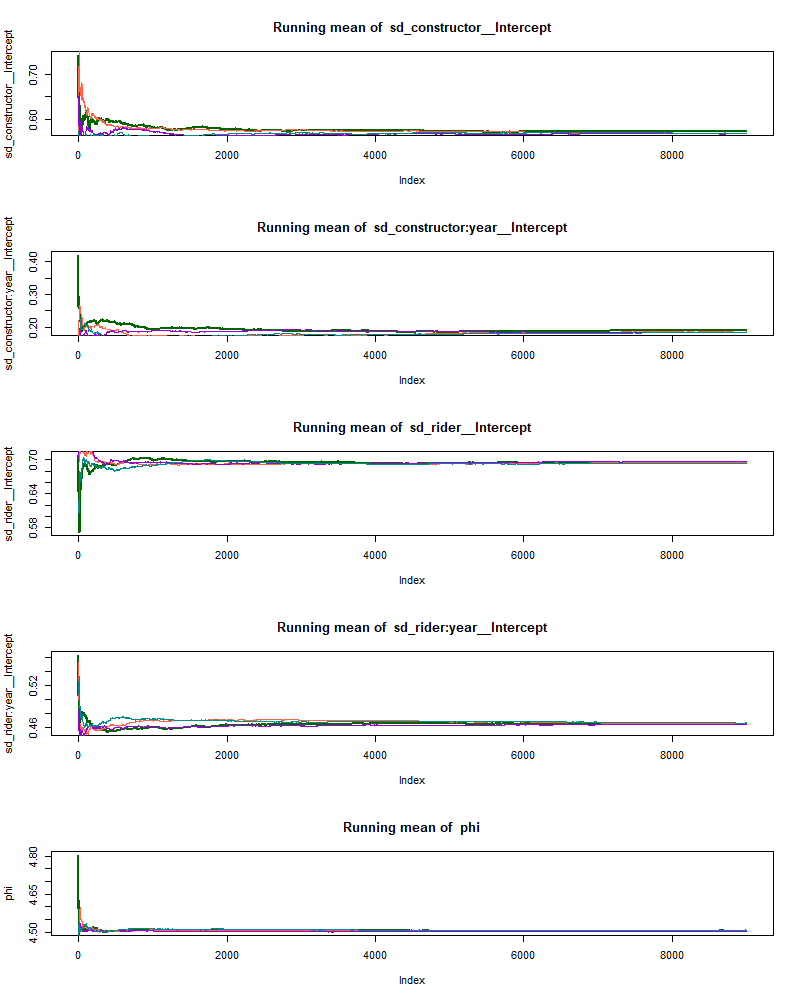 Running mean of sd_constructor__Intercept
sd_constructor__Intercept
0.70
0.60
0 2000 4000 6000 8000
Index
Running mean of sd_constructor:year__Intercept
sd_constructor:year__Intercept
0.40
0.30
0.20
0 2000 4000 6000 8000
Index
Running mean of sd_rider__Intercept
sd_rider__Intercept
0.70
0.64
0.58
0 2000 4000 6000 8000
Index
Running mean of sd_rider:year__Intercept
sd_rider:year__Intercept
0.52
0.46
0 2000 4000 6000 8000
Index
Running mean of phi
phi
4.80
4.65
4.50
0 2000 4000 6000 8000
Index